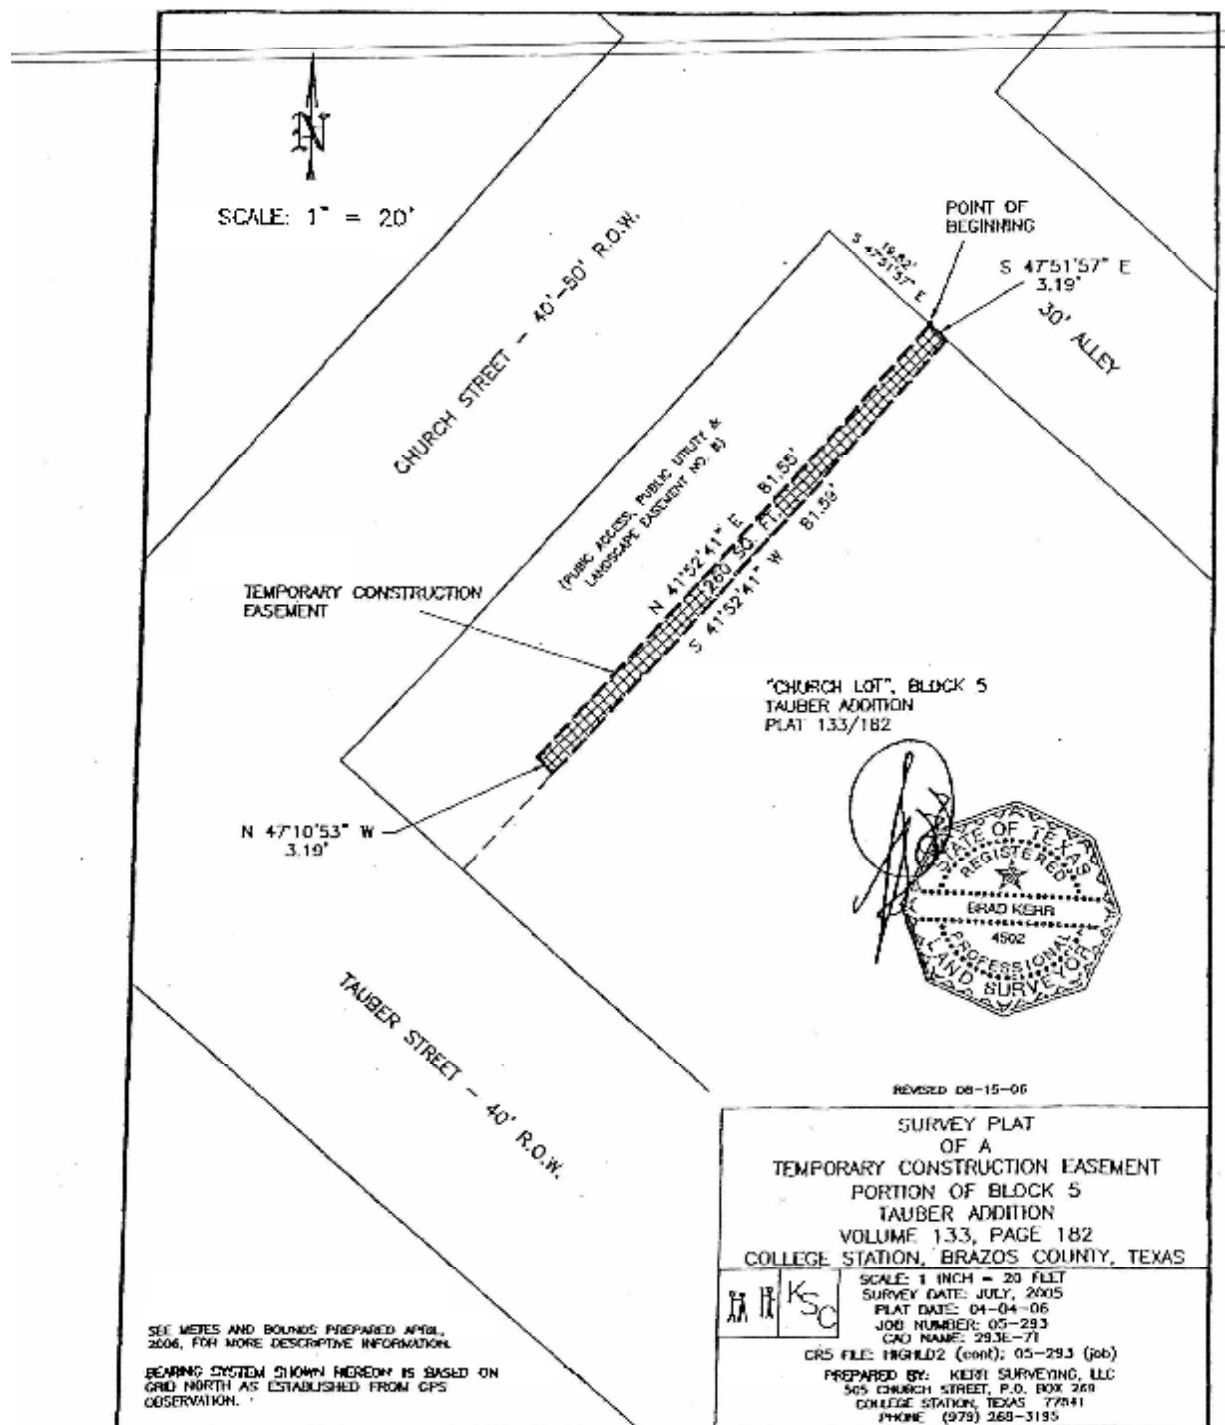 N
SCALE: 1" = 20'
CHURCH STREET - 40'-50' R.O.W.
POINT OF
BEGINNING
19.82'
S 47°51'57" E
S 47°51'57" E
3.19'
30' ALLEY
(PUBIC ACCESS, PUBLIC UTILITY &
LANDSCAPE EASEMENT NO. 8)
N 41°52'41" E 81.55'
260 SQ. FT.
S 41°52'41" W
TEMPORARY CONSTRUCTION
EASEMENT
"CHURCH LOT", BLOCK 5
TAUBER ADDITION
PLAT 133/182
N 47°10'53" W
3.19'
STATE OF TEXAS
REGISTERED
BRAD KERR
4502
PROFESSIONAL
LAND SURVEYOR
TAUBER STREET - 40' R.O.W.
REVISED 08-15-06
SURVEY PLAT
OF A
TEMPORARY CONSTRUCTION EASEMENT
PORTION OF BLOCK 5
TAUBER ADDITION
VOLUME 133, PAGE 182
COLLEGE STATION, BRAZOS COUNTY, TEXAS
KSC
SCALE: 1 INCH = 20 FEET
SURVEY DATE: JULY, 2005
PLAT DATE: 04-04-06
JOB NUMBER: 05-293
CAD NAME: 293E-71
CR5 FILE: HIGHLD2 (cont); 05-293 (job)
PREPARED BY: KERR SURVEYING, LLC
505 CHURCH STREET, P.O. BOX 269
COLLEGE STATION, TEXAS 77841
PHONE (979) 268-3195
SEE METES AND BOUNDS PREPARED APRIL,
2006, FOR MORE DESCRIPTIVE INFORMATION.
BEARING SYSTEM SHOWN HEREON IS BASED ON
GRID NORTH AS ESTABLISHED FROM GPS
OBSERVATION.